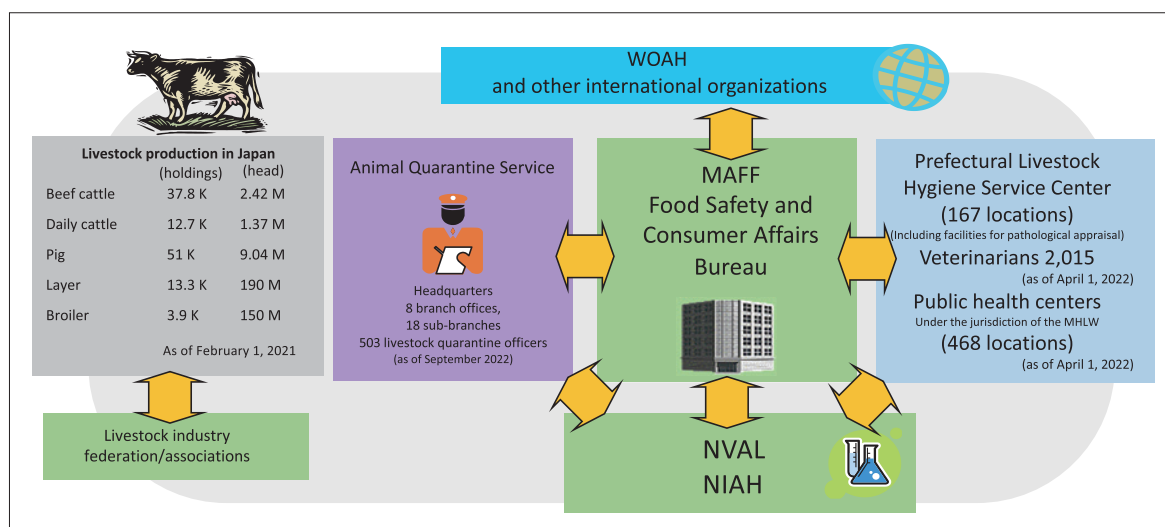 WOAH
and other international organizations
Livestock production in Japan
(holdings) (head)
Beef cattle 37.8 K 2.42 M
Daily cattle 12.7 K 1.37 M
Pig 51 K 9.04 M
Layer 13.3 K 190 M
Broiler 3.9 K 150 M
As of February 1, 2021
Livestock industry
federation/associations
Animal Quarantine Service
Headquarters
8 branch offices,
18 sub-branches
503 livestock quarantine officers
(as of September 2022)
MAFF
Food Safety and
Consumer Affairs
Bureau
Prefectural Livestock
Hygiene Service Center
(167 locations)
(Including facilities for pathological appraisal)
Veterinarians 2,015
(as of April 1, 2022)
Public health centers
Under the jurisdiction of the MHLW
(468 locations)
(as of April 1, 2022)
NVAL
NIAH